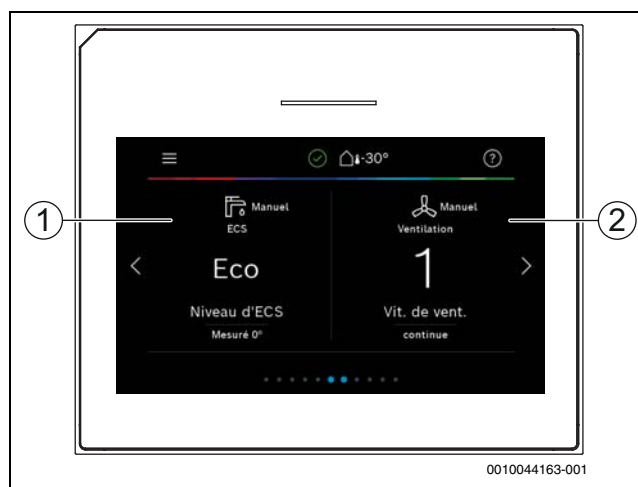 -30°
?
Manuel
ECS
Manuel
Ventilation
1
2
Eco
1
Niveau d'ECS
Vit. de vent.
Mesuré 0°
continue
0010044163-001